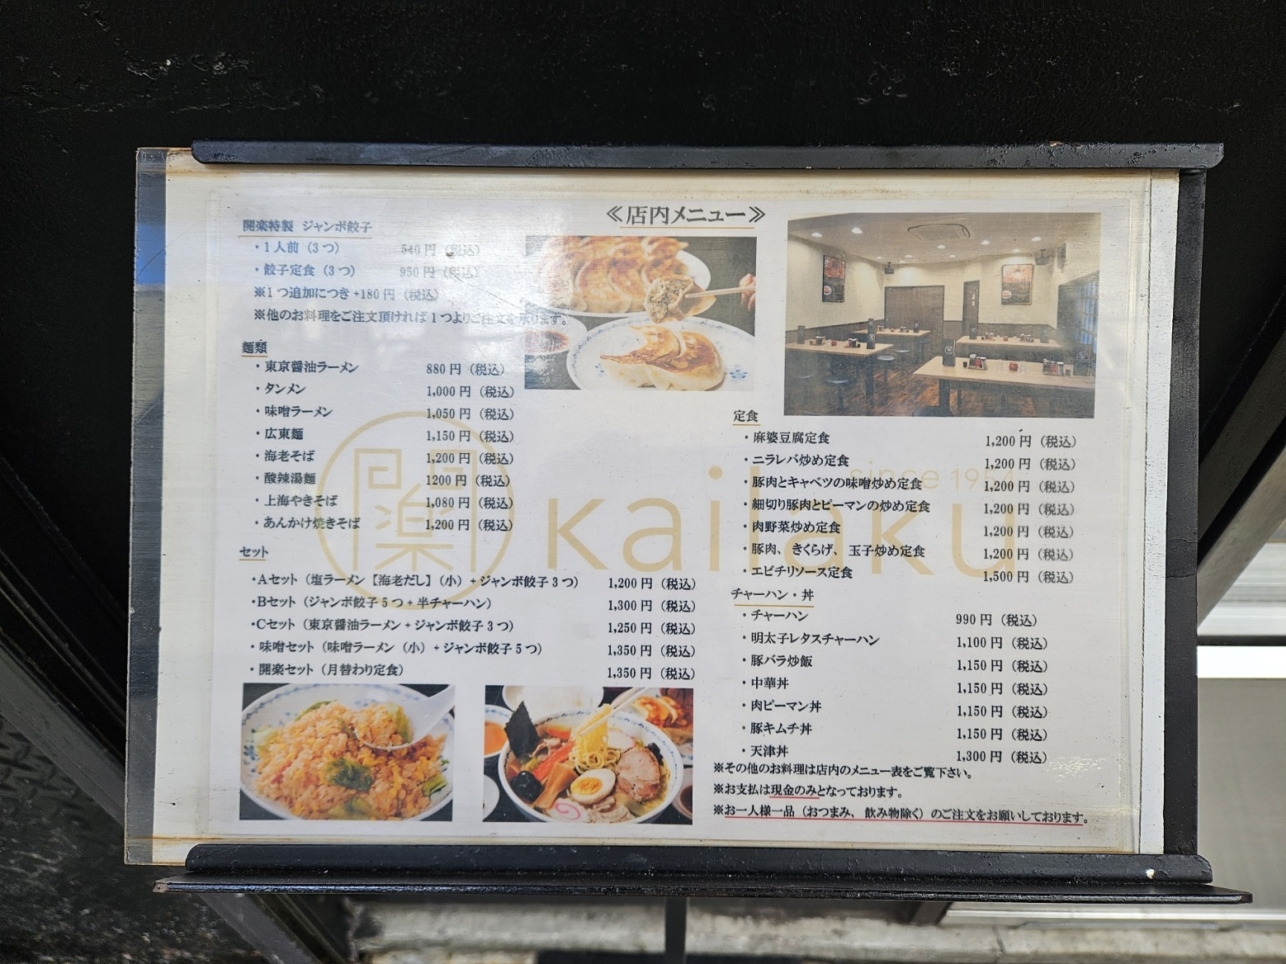 ≪店内メニュー≫
開楽特製 ジャンボ餃子
・1人前（3つ） 540円（税込）
・餃子定食（3つ） 950円（税込）
※1つ追加につき+180円（税込）
※他のお料理をご注文頂ければ1つよりご注文を承ります。
麺類
・東京醤油ラーメン 880円（税込）
・タンメン 1,000円（税込）
・味噌ラーメン 1,050円（税込）
・広東麺 1,150円（税込）
・海老そば 1,200円（税込）
・酸辣湯麺 1200円（税込）
・上海やきそば 1,080円（税込）
・あんかけ焼きそば 1,200円（税込）
セット
・Aセット（塩ラーメン【海老だし】（小）+ジャンボ餃子3つ） 1,200円（税込）
・Bセット（ジャンボ餃子5つ+半チャーハン） 1,300円（税込）
・Cセット（東京醤油ラーメン+ジャンボ餃子3つ） 1,250円（税込）
・味噌セット（味噌ラーメン（小）+ジャンボ餃子5つ） 1,350円（税込）
・開楽セット（月替わり定食） 1,350円（税込）
定食
・麻婆豆腐定食 1,200円（税込）
・ニラレバ炒め定食 1,200円（税込）
・豚肉とキャベツの味噌炒め定食 1,200円（税込）
・細切り豚肉とピーマンの炒め定食 1,200円（税込）
・肉野菜炒め定食 1,200円（税込）
・豚肉、きくらげ、玉子炒め定食 1,200円（税込）
・エビチリソース定食 1,500円（税込）
チャーハン・丼
・チャーハン 990円（税込）
・明太子レタスチャーハン 1,100円（税込）
・豚バラ炒飯 1,150円（税込）
・中華丼 1,150円（税込）
・肉ピーマン丼 1,150円（税込）
・豚キムチ丼 1,150円（税込）
・天津丼 1,300円（税込）
※その他のお料理は店内のメニュー表をご覧下さい。
※お支払は現金のみとなっております。
※お一人様一品（おつまみ、飲み物除く）のご注文をお願いしております。
kailaku
since 19